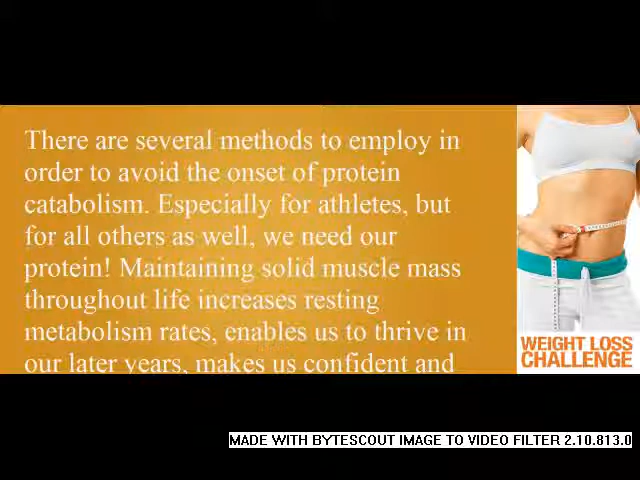 There are several methods to employ in
order to avoid the onset of protein
catabolism. Especially for athletes, but
for all others as well, we need our
protein! Maintaining solid muscle mass
throughout life increases resting
metabolism rates, enables us to thrive in
our later years, makes us confident and
WEIGHT LOSS
CHALLENGE
MADE WITH BYTESCOUT IMAGE TO VIDEO FILTER 2.10.813.0